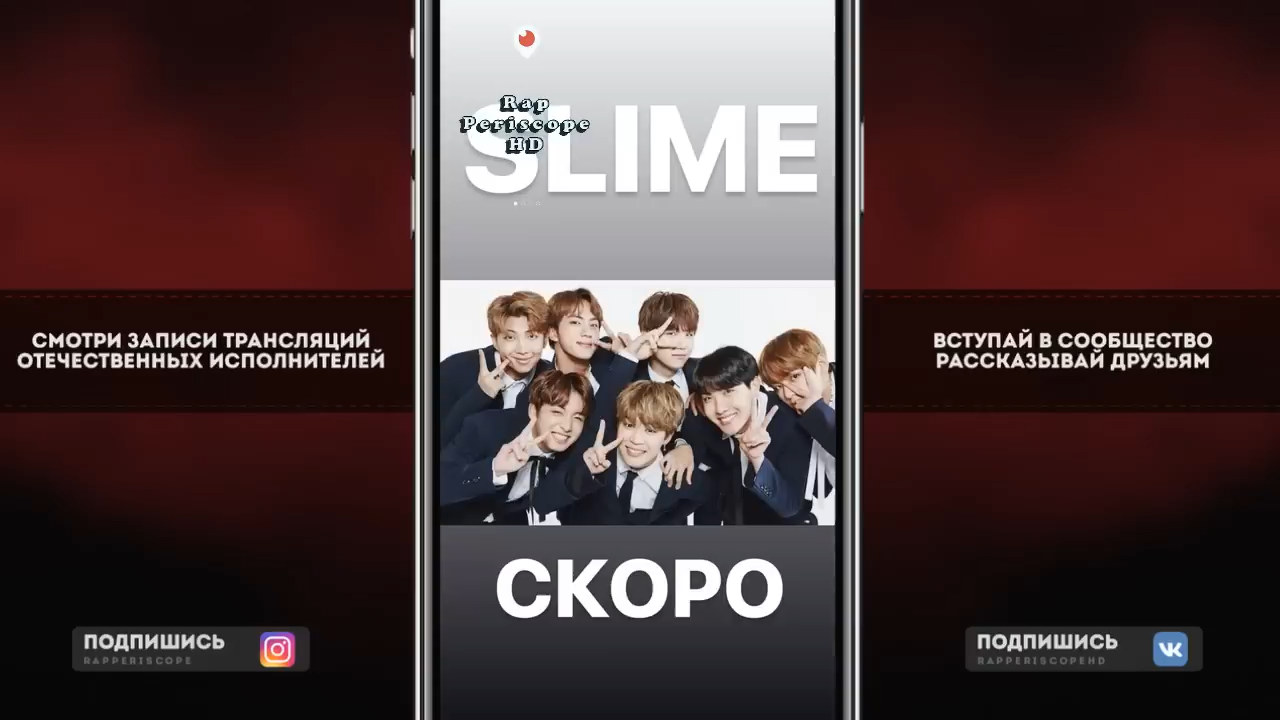 Rap
Periscope
HD
SLIME
СМОТРИ ЗАПИСИ ТРАНСЛЯЦИЙ
ОТЕЧЕСТВЕННЫХ ИСПОЛНИТЕЛЕЙ
ВСТУПАЙ В СООБЩЕСТВО
РАССКАЗЫВАЙ ДРУЗЬЯМ
СКОРО
ПОДПИШИСЬ
RAPPERISCOPE
ПОДПИШИСЬ
RAPPERISCOPEHD